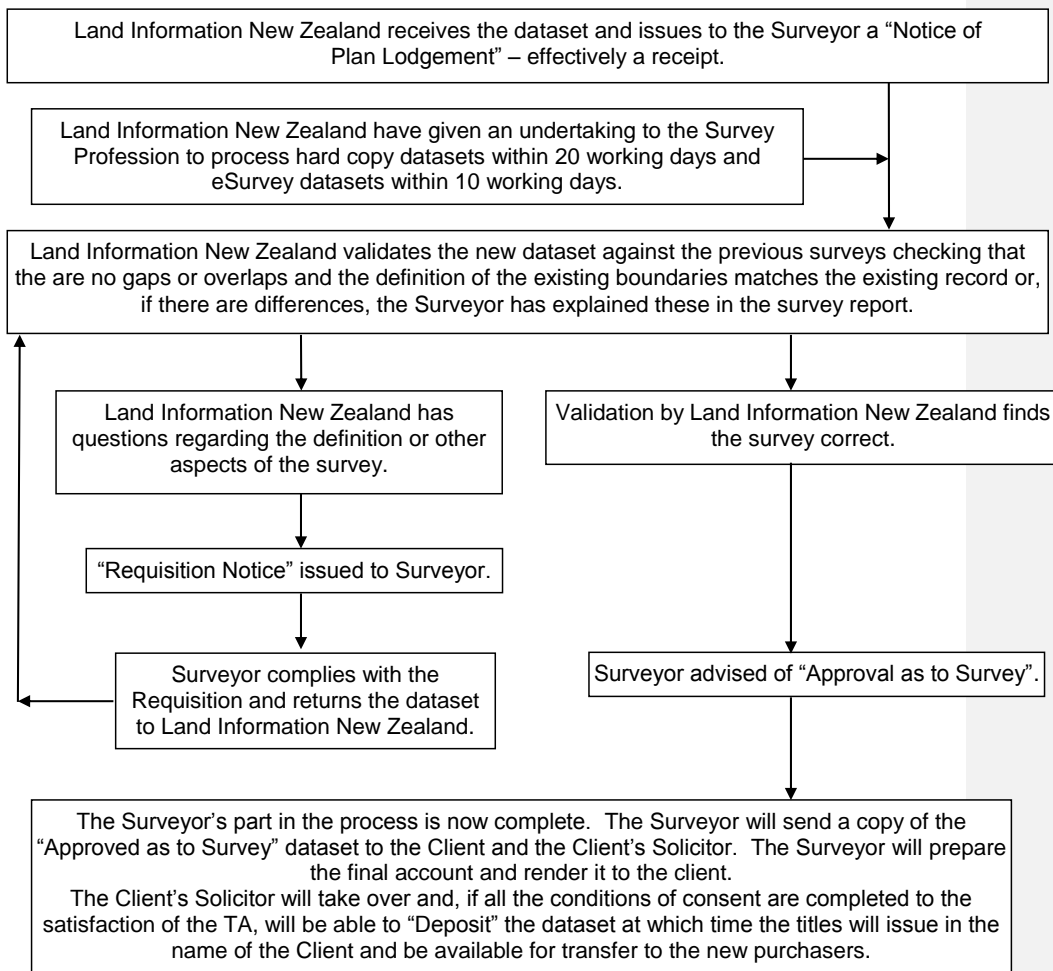 Land Information New Zealand receives the dataset and issues to the Surveyor a “Notice of
Plan Lodgement” – effectively a receipt.
Land Information New Zealand have given an undertaking to the Survey
Profession to process hard copy datasets within 20 working days and
eSurvey datasets within 10 working days.
Land Information New Zealand validates the new dataset against the previous surveys checking that
the are no gaps or overlaps and the definition of the existing boundaries matches the existing record or,
if there are differences, the Surveyor has explained these in the survey report.
Land Information New Zealand has
questions regarding the definition or other
aspects of the survey.
Validation by Land Information New Zealand finds
the survey correct.
“Requisition Notice” issued to Surveyor.
Surveyor complies with the
Requisition and returns the dataset
to Land Information New Zealand.
Surveyor advised of “Approval as to Survey”.
The Surveyor’s part in the process is now complete.  The Surveyor will send a copy of the
“Approved as to Survey” dataset to the Client and the Client’s Solicitor.  The Surveyor will prepare
the final account and render it to the client.
The Client’s Solicitor will take over and, if all the conditions of consent are completed to the
satisfaction of the TA, will be able to “Deposit” the dataset at which time the titles will issue in the
name of the Client and be available for transfer to the new purchasers.